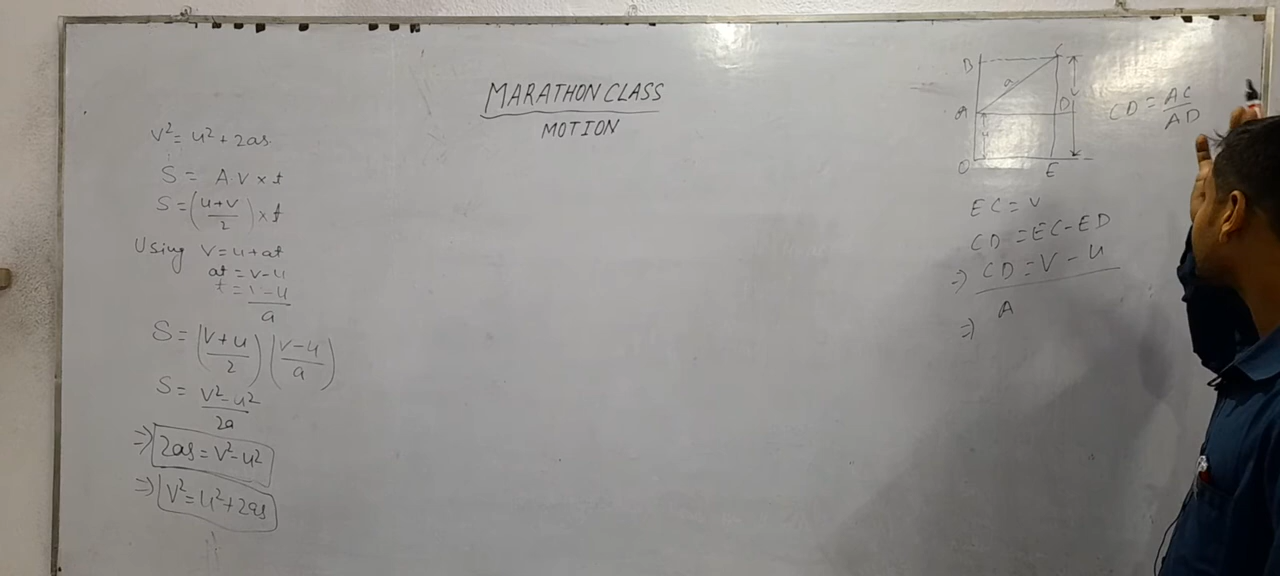 MARATHON CLASS
MOTION
V² = u² + 2as
S = A.V × t
S = (u+v/2) × t
Using V = u + at
at = v - u
t = v - u / a
S = (v+u/2) (v-u/a)
S = v² - u² / 2a
⇒ 2as = v² - u²
⇒ V² = u² + 2as
B C
a
A D
O E
CD = AC / AD
EC = v
CD = EC - ED
⇒ CD = V - u
⇒ A